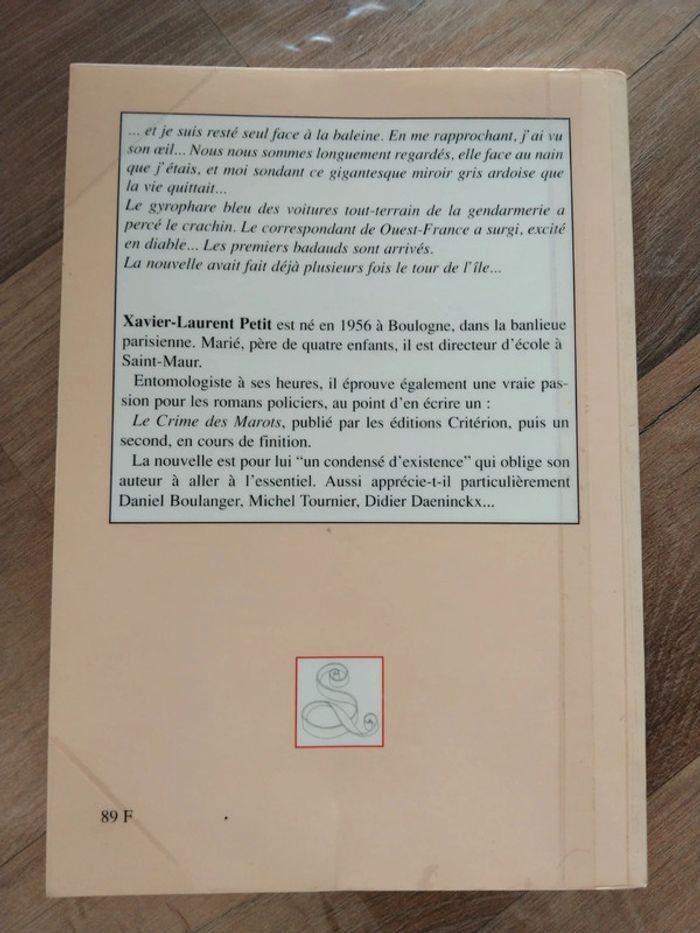 ... et je suis resté seul face à la baleine. En me rapprochant, j'ai vu
son œil... Nous nous sommes longuement regardés, elle face au nain
que j'étais, et moi sondant ce gigantesque miroir gris ardoise que
la vie quittait...
Le gyrophare bleu des voitures tout-terrain de la gendarmerie a
percé le crachin. Le correspondant de Ouest-France a surgi, excité
en diable... Les premiers badauds sont arrivés.
La nouvelle avait fait déjà plusieurs fois le tour de l'île...
Xavier-Laurent Petit est né en 1956 à Boulogne, dans la banlieue
parisienne. Marié, père de quatre enfants, il est directeur d'école à
Saint-Maur.
Entomologiste à ses heures, il éprouve également une vraie pas-
sion pour les romans policiers, au point d'en écrire un :
Le Crime des Marots, publié par les éditions Critérion, puis un
second, en cours de finition.
La nouvelle est pour lui “un condensé d'existence” qui oblige son
auteur à aller à l'essentiel. Aussi apprécie-t-il particulièrement
Daniel Boulanger, Michel Tournier, Didier Daeninckx...
89 F